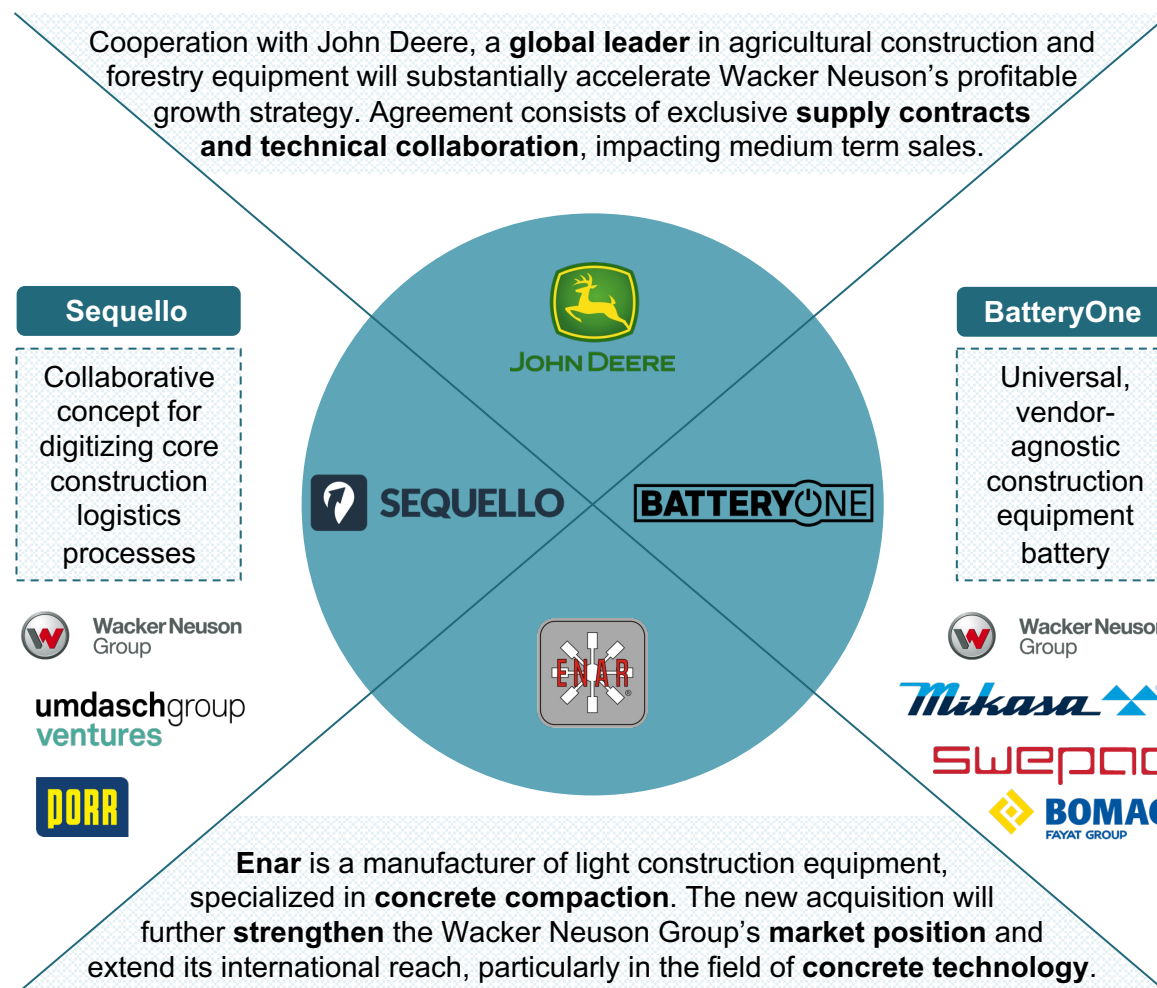 Cooperation with John Deere, a global leader in agricultural construction and
forestry equipment will substantially accelerate Wacker Neuson's profitable
growth strategy. Agreement consists of exclusive supply contracts
and technical collaboration, impacting medium term sales.
JOHN DEERE
Sequello
Collaborative
concept for
digitizing core
construction
logistics
processes
Wacker Neuson
Group
umdaschgroup
ventures
PORR
SEQUELLO
BATTERYONE
ENAR
®
BatteryOne
Universal,
vendor-
agnostic
construction
equipment
battery
Wacker Neuson
Group
Mikasa
swepac
BOMAG
FAYAT GROUP
Enar is a manufacturer of light construction equipment,
specialized in concrete compaction. The new acquisition will
further strengthen the Wacker Neuson Group's market position and
extend its international reach, particularly in the field of concrete technology.